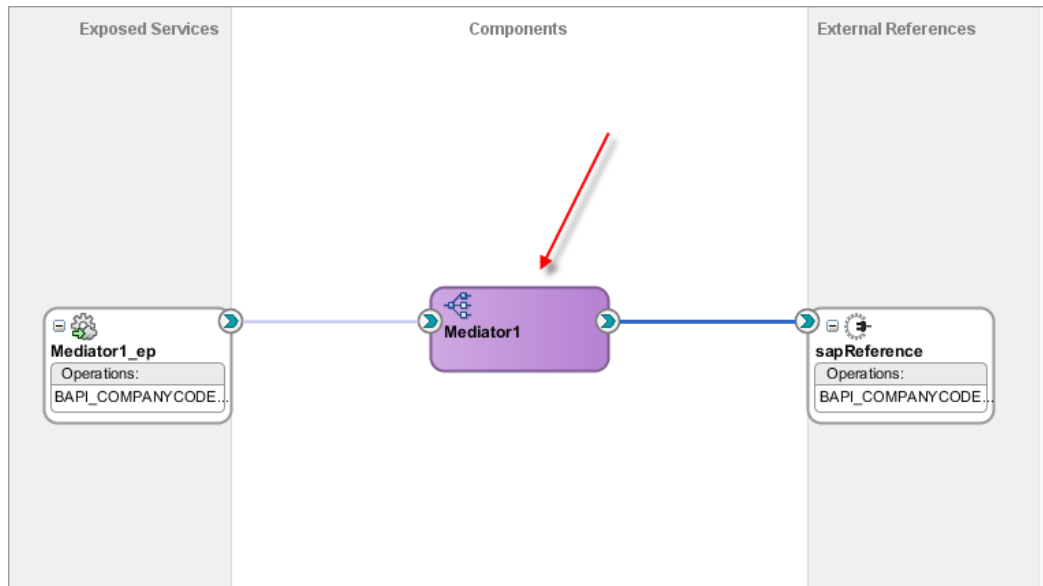 Exposed Services
Components
External References
Mediator1_ep
Operations:
BAPI_COMPANYCODE...
Mediator1
sapReference
Operations:
BAPI_COMPANYCODE...